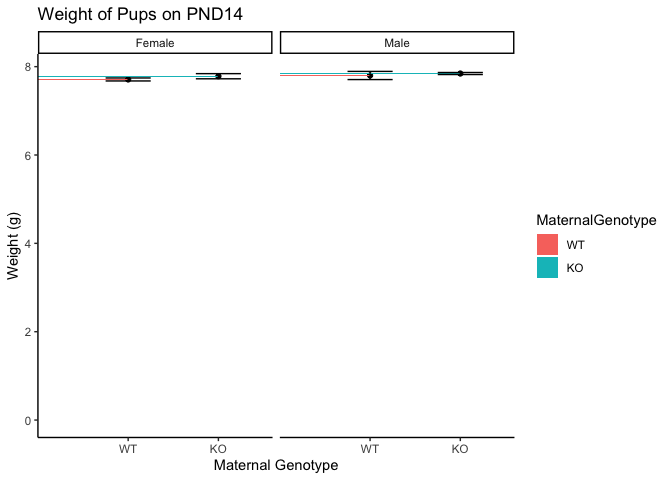 Weight of Pups on PND14
Female
Male
8
6
4
2
0
Weight (g)
WT
KO
WT
KO
Maternal Genotype
MaternalGenotype
WT
KO